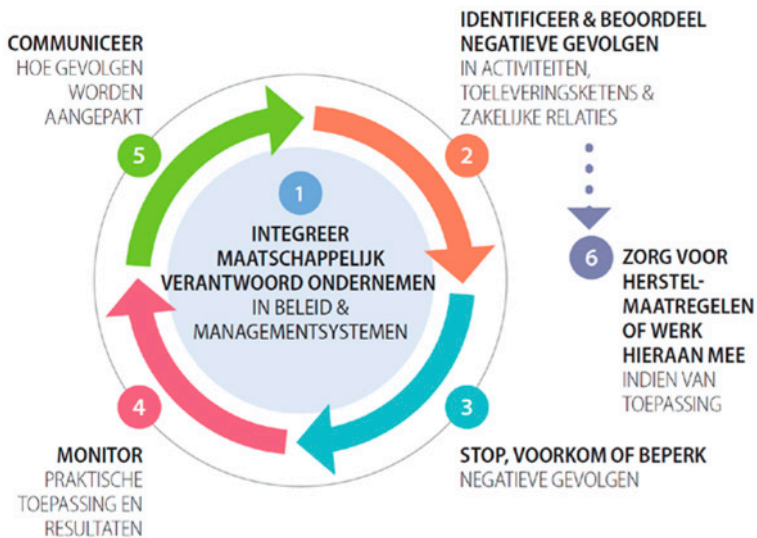 1
INTEGREER
MAATSCHAPPELIJK
VERANTWOORD ONDERNEMEN
IN BELEID &
MANAGEMENTSYSTEMEN
2
IDENTIFICEER & BEOORDEEL
NEGATIEVE GEVOLGEN
IN ACTIVITEITEN,
TOELEVERINGSKETENS &
ZAKELIJKE RELATIES
3
STOP, VOORKOM OF BEPERK
NEGATIEVE GEVOLGEN
4
MONITOR
PRAKTISCHE
TOEPASSING EN
RESULTATEN
5
COMMUNICEER
HOE GEVOLGEN
WORDEN
AANGEPAKT
6
ZORG VOOR
HERSTEL-
MAATREGELEN
OF WERK
HIERAAN MEE
INDIEN VAN
TOEPASSING